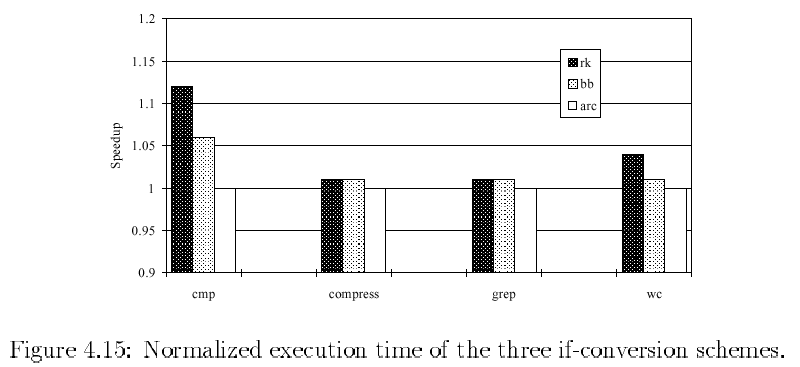 1.2
1.15
1.1
1.05
1
0.95
0.9
Speedup
rk
bb
arc
cmp compress grep wc
Figure 4.15: Normalized execution time of the three if-conversion schemes.